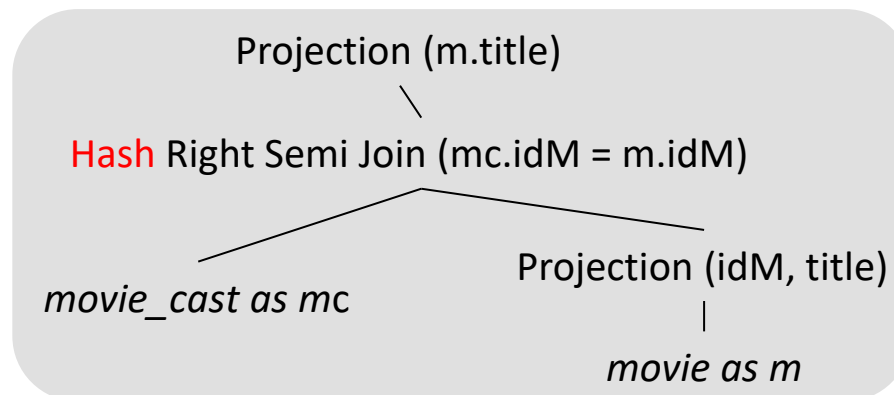 Projection (m.title)
Hash Right Semi Join (mc.idM = m.idM)
Projection (idM, title)
movie_cast as mc
movie as m